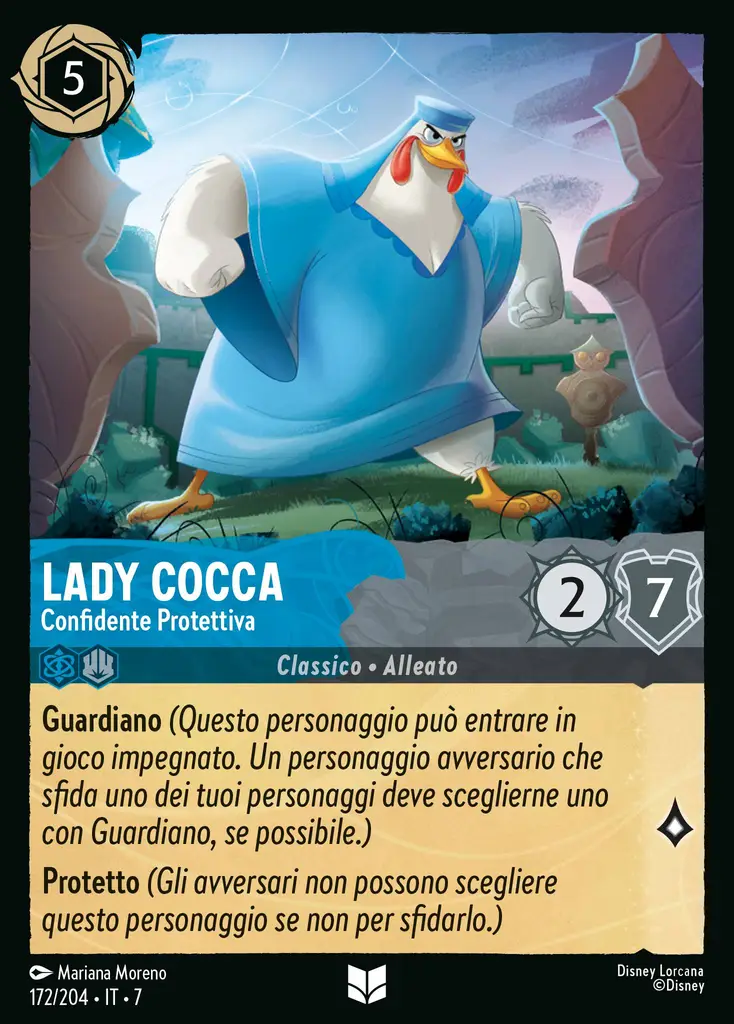 5
LADY COCCA
Confidente Protettiva
2
7
Classico • Alleato
Guardiano (Questo personaggio può entrare in
gioco impegnato. Un personaggio avversario che
sfida uno dei tuoi personaggi deve sceglierne uno
con Guardiano, se possibile.)
Protetto (Gli avversari non possono scegliere
questo personaggio se non per sfidarlo.)
Mariana Moreno
172/204 • IT • 7
Disney Lorcana
©Disney